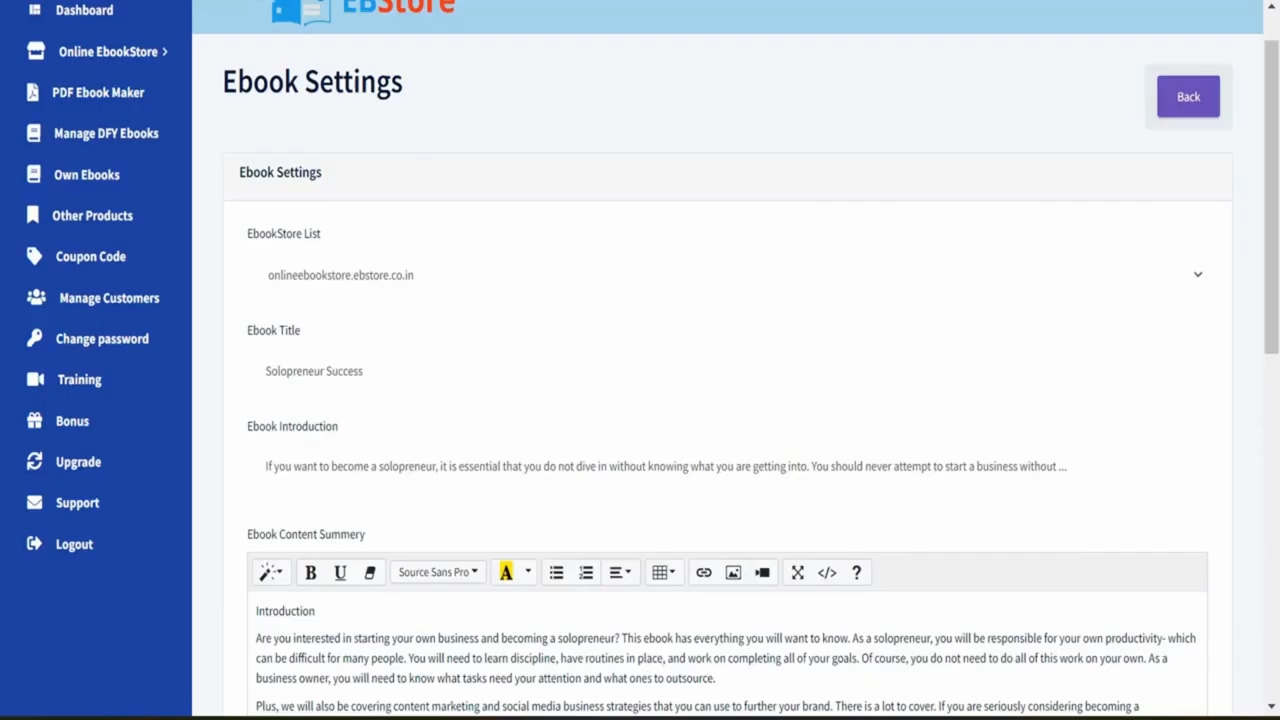 Dashboard
EBStore
Online EbookStore
PDF Ebook Maker
Manage DFY Ebooks
Own Ebooks
Other Products
Coupon Code
Manage Customers
Change password
Training
Bonus
Upgrade
Support
Logout
Ebook Settings
Back
Ebook Settings
EbookStore List
onlineebookstore.ebstore.co.in
Ebook Title
Solopreneur Success
Ebook Introduction
If you want to become a solopreneur, it is essential that you do not dive in without knowing what you are getting into. You should never attempt to start a business without ...
Ebook Content Summary
B U Source Sans Pro A </> ?
Introduction
Are you interested in starting your own business and becoming a solopreneur? This ebook has everything you will want to know. As a solopreneur, you will be responsible for your own productivity- which
can be difficult for many people. You will need to learn discipline, have routines in place, and work on completing all of your goals. Of course, you do not need to do all of this work on your own. As a
business owner, you will need to know what tasks need your attention and what ones to outsource.
Plus, we will also be covering content marketing and social media business strategies that you can use to further your brand. There is a lot to cover. If you are seriously considering becoming a